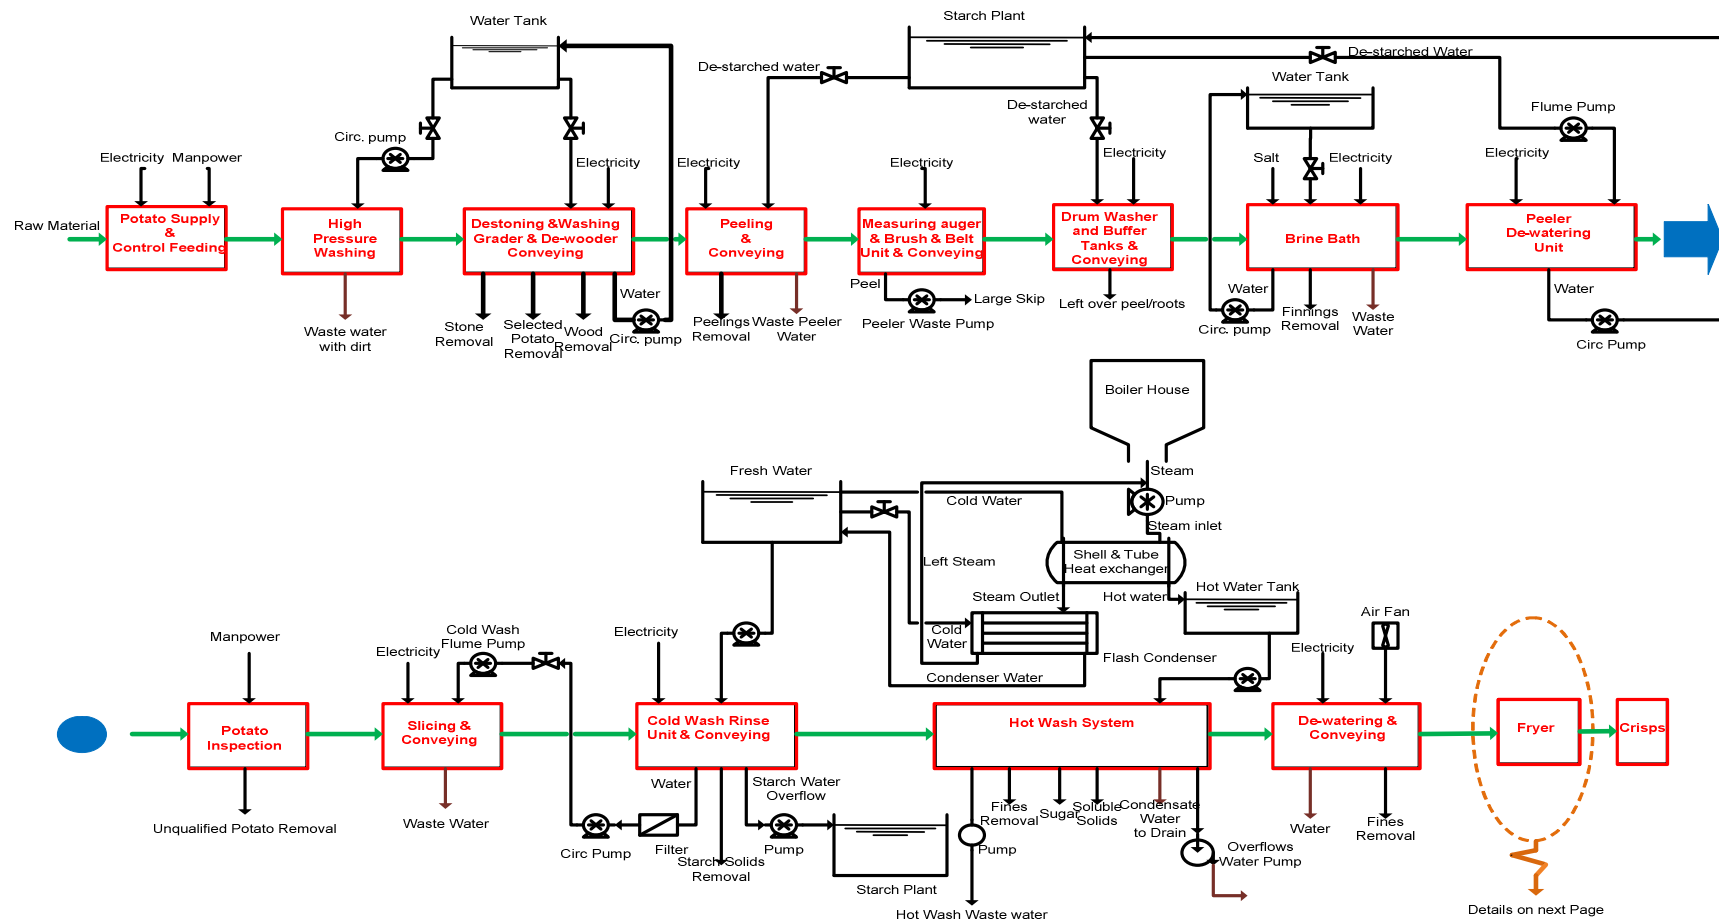 Water Tank
Starch Plant
De-starched water
De-starched Water
Water Tank
De-starched
water
Flume Pump
Circ. pump
Electricity
Manpower
Electricity
Electricity
Electricity
Electricity
Salt
Electricity
Electricity
Raw Material
Potato Supply
&
Control Feeding
High
Pressure
Washing
Destoning &Washing
Grader & De-wooder
Conveying
Peeling
&
Conveying
Measuring auger
& Brush & Belt
Unit & Conveying
Drum Washer
and Buffer
Tanks &
Conveying
Brine Bath
Peeler
De-watering
Unit
Waste water
with dirt
Stone
Removal
Selected
Potato
Removal
Wood
Removal
Water
Circ. pump
Peelings
Removal
Waste Peeler
Water
Peel
Large Skip
Peeler Waste Pump
Left over peel/roots
Water
Circ. pump
Finnings
Removal
Waste
Water
Water
Circ Pump
Boiler House
Steam
Pump
Steam inlet
Fresh Water
Cold Water
Left Steam
Shell & Tube
Heat exchanger
Steam Outlet
Hot water
Hot Water Tank
Cold
Water
Flash Condenser
Condenser Water
Air Fan
Manpower
Electricity
Cold Wash
Flume Pump
Electricity
Electricity
Potato
Inspection
Slicing &
Conveying
Cold Wash Rinse
Unit & Conveying
Hot Wash System
De-watering &
Conveying
Fryer
Crisps
Unqualified Potato Removal
Waste Water
Water
Circ Pump
Filter
Starch Solids
Removal
Starch Water
Overflow
Pump
Starch Plant
Pump
Hot Wash Waste water
Fines
Removal
Sugar
Soluble
Solids
Condensate
Water
to Drain
Overflows
Water Pump
Water
Fines
Removal
Details on next Page